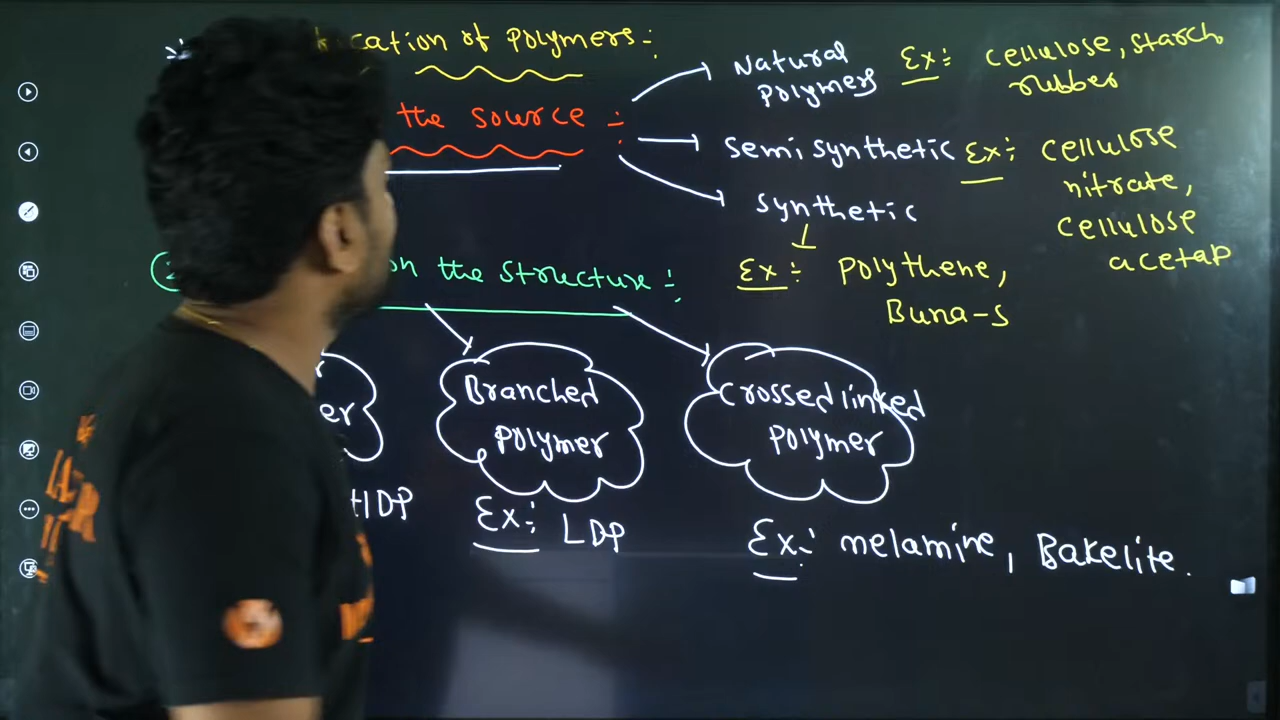 cation of polymers:-
the source :-
Natural polymers Ex:- cellulose, starch, rubber
semi synthetic Ex:- cellulose nitrate, cellulose
synthetic
Ex:- polythene, Buna-s
on the structure :-
er
Branched polymer
crossed linked polymer
HDP
Ex:- LDP
Ex:- melamine, Bakelite.